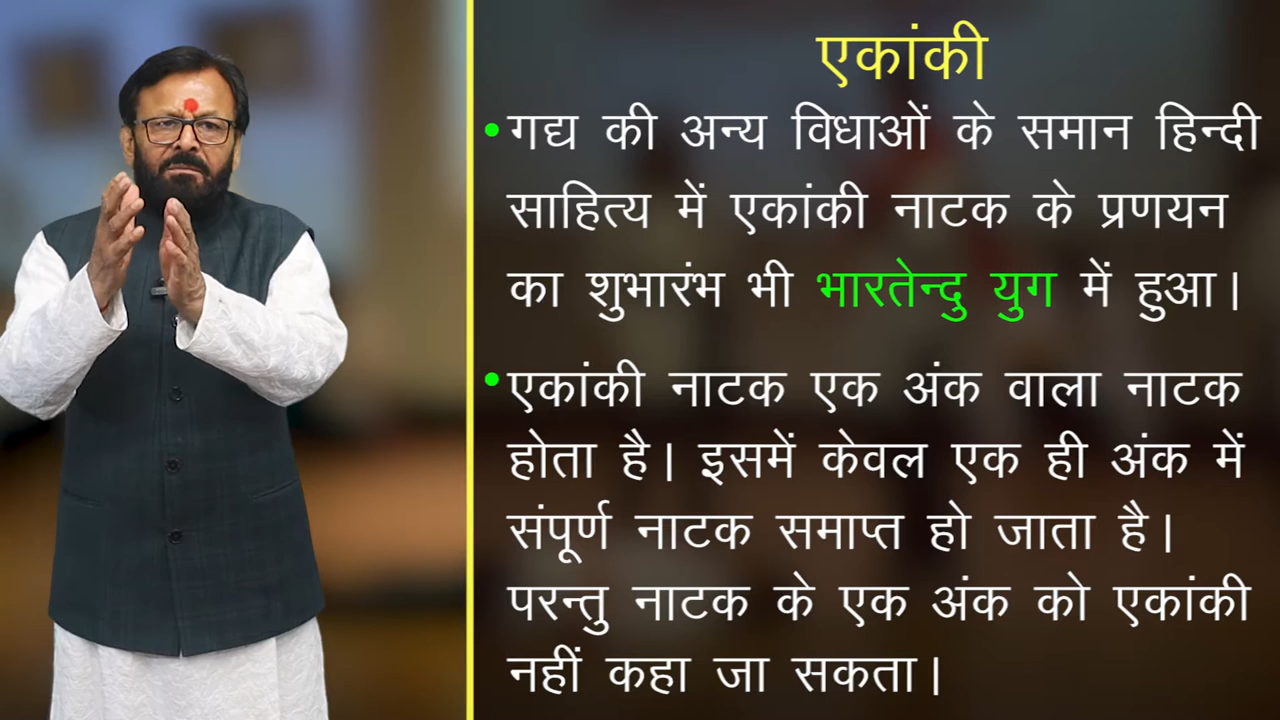 एकांकी
• गद्य की अन्य विधाओं के समान हिन्दी
साहित्य में एकांकी नाटक के प्रणयन
का शुभारंभ भी भारतेन्दु युग में हुआ।
• एकांकी नाटक एक अंक वाला नाटक
होता है। इसमें केवल एक ही अंक में
संपूर्ण नाटक समाप्त हो जाता है।
परन्तु नाटक के एक अंक को एकांकी
नहीं कहा जा सकता।